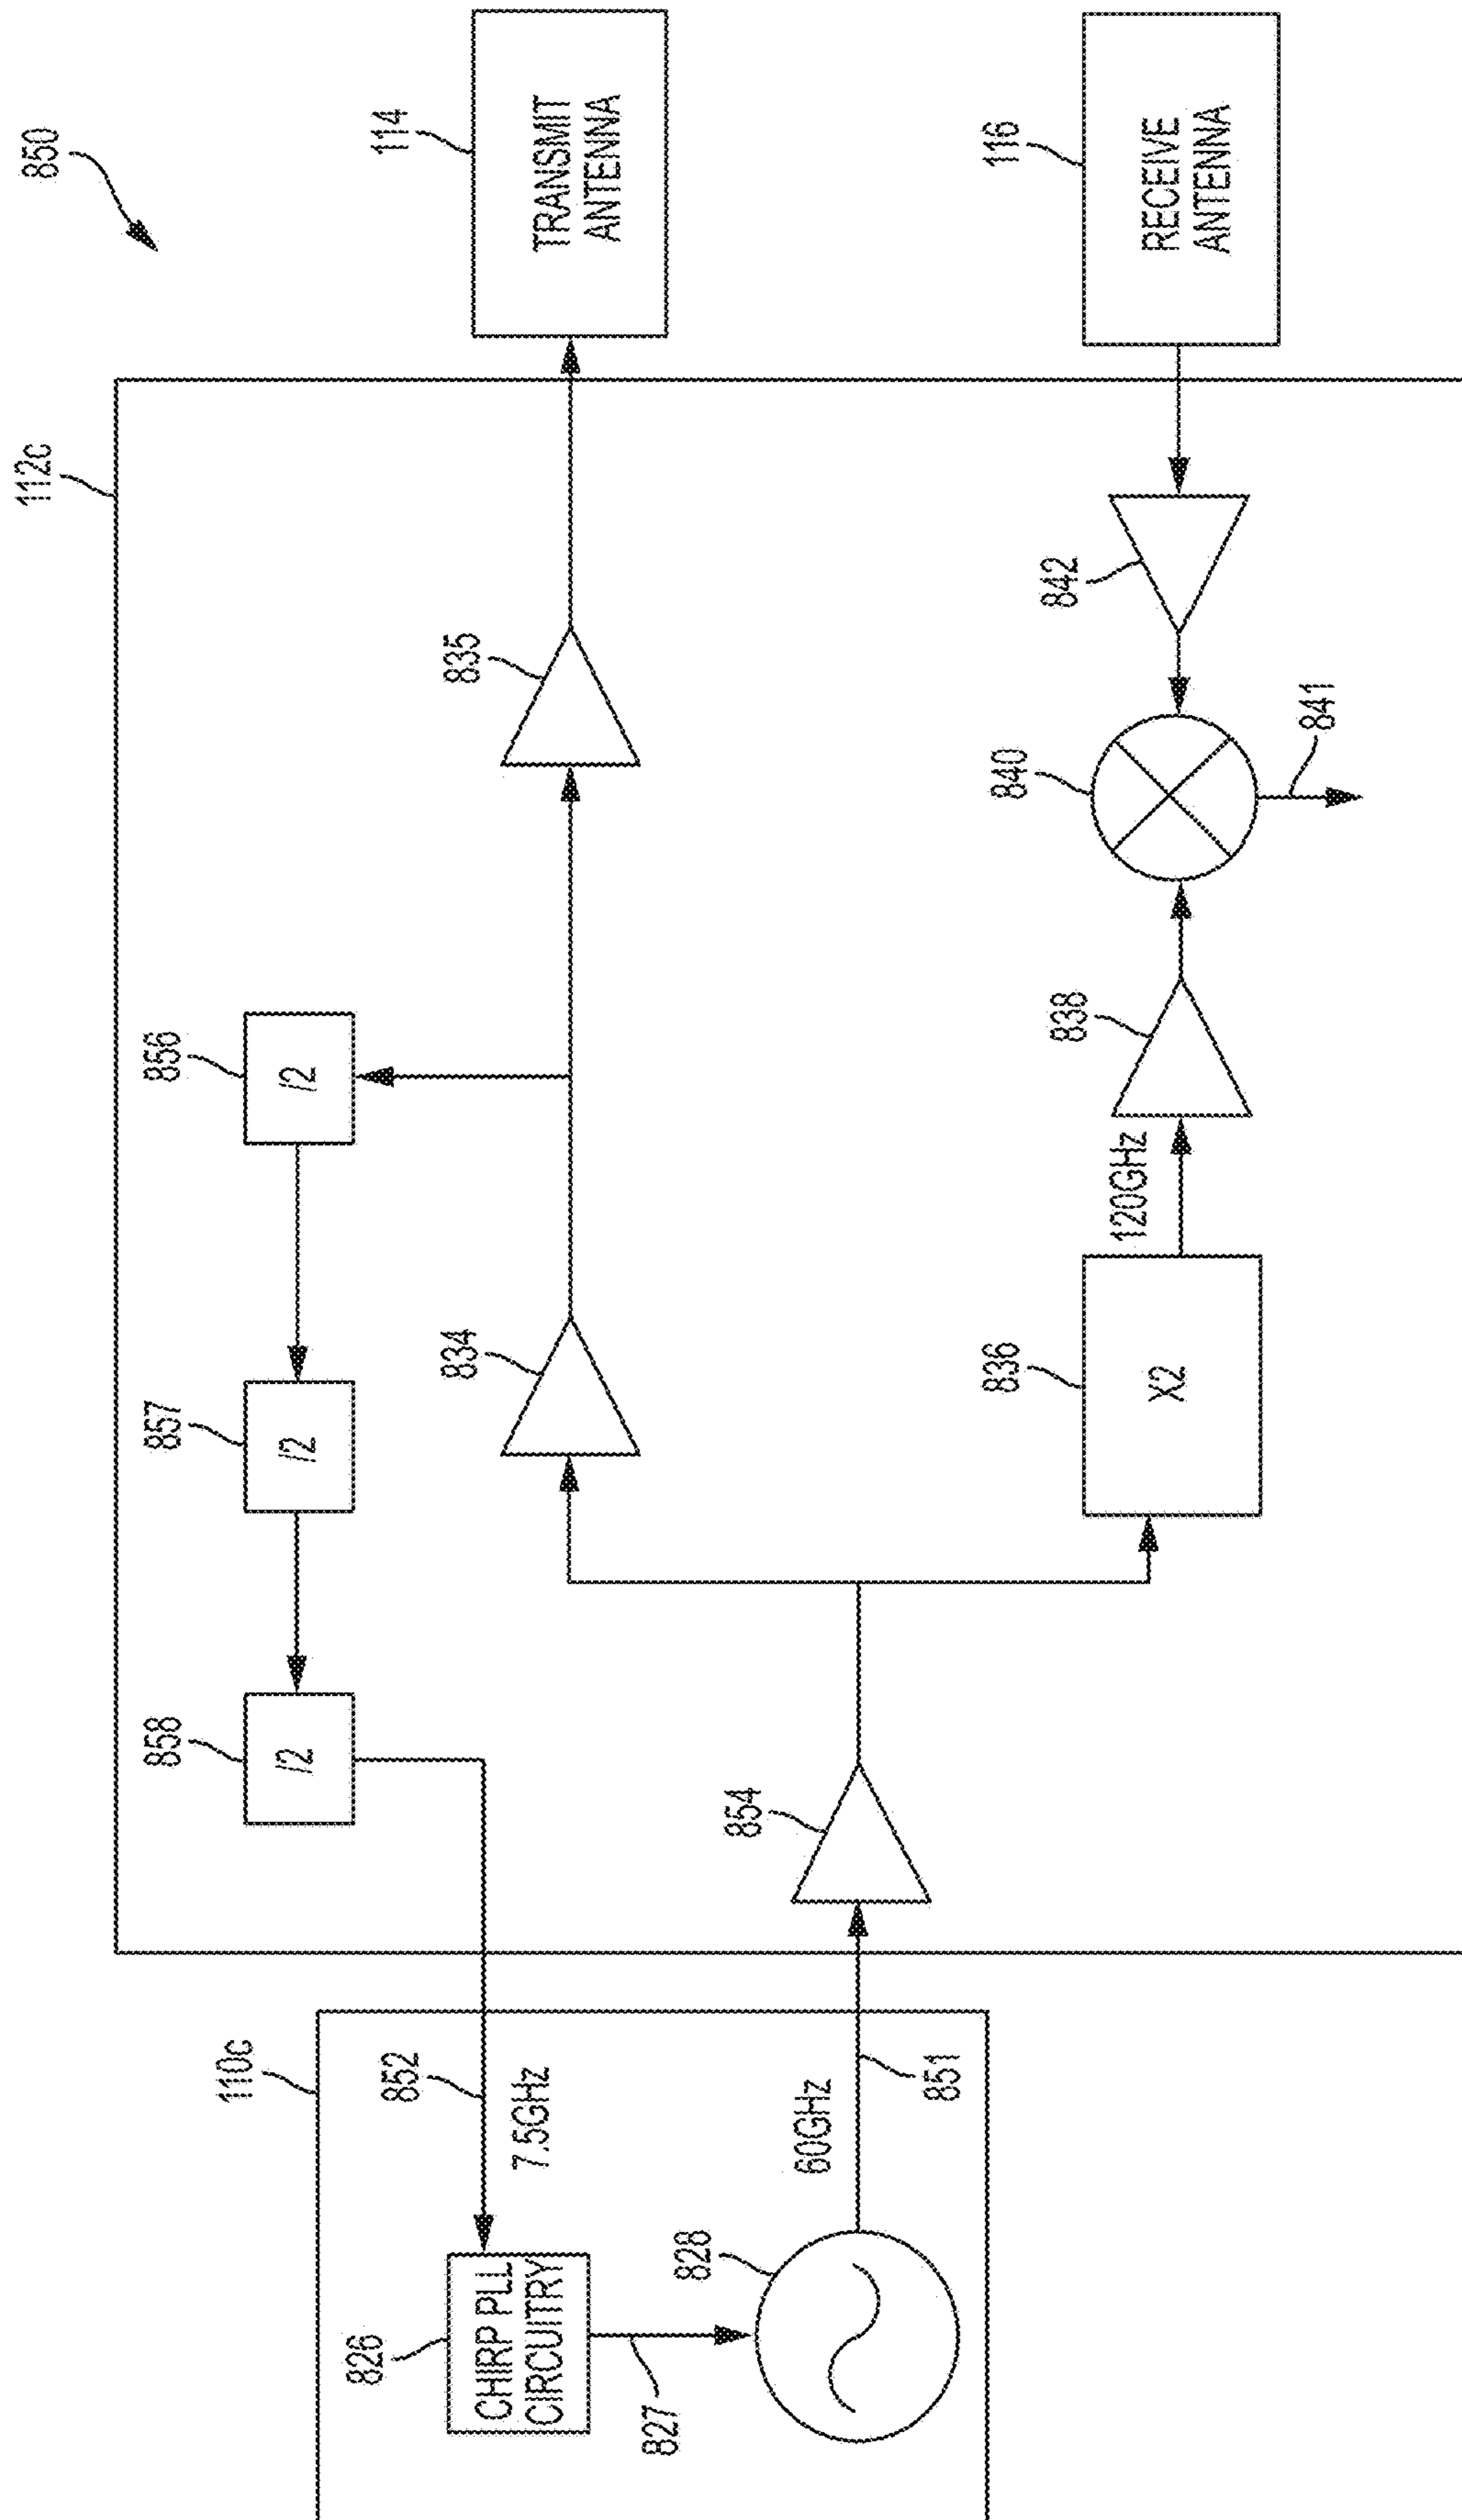 850
112c
114
TRANSMIT
ANTENNA
116
RECEIVE
ANTENNA
835
842
840
841
856
/2
838
120GHz
857
/2
834
836
X2
858
/2
854
110c
852
7.5GHz
60GHz
851
826
CHIRP PLL
CIRCUITRY
827
828